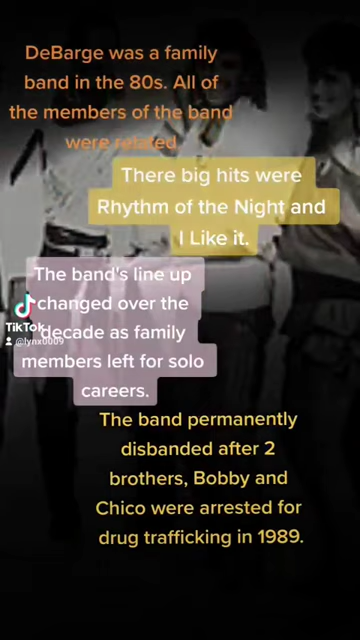 DeBarge was a family
band in the 80s. All of
the members of the band
were related.
There big hits were
Rhythm of the Night and
I Like it.
The band's line up
changed over the
decade as family
members left for solo
careers.
TikTok
@lynx0009
The band permanently
disbanded after 2
brothers, Bobby and
Chico were arrested for
drug trafficking in 1989.